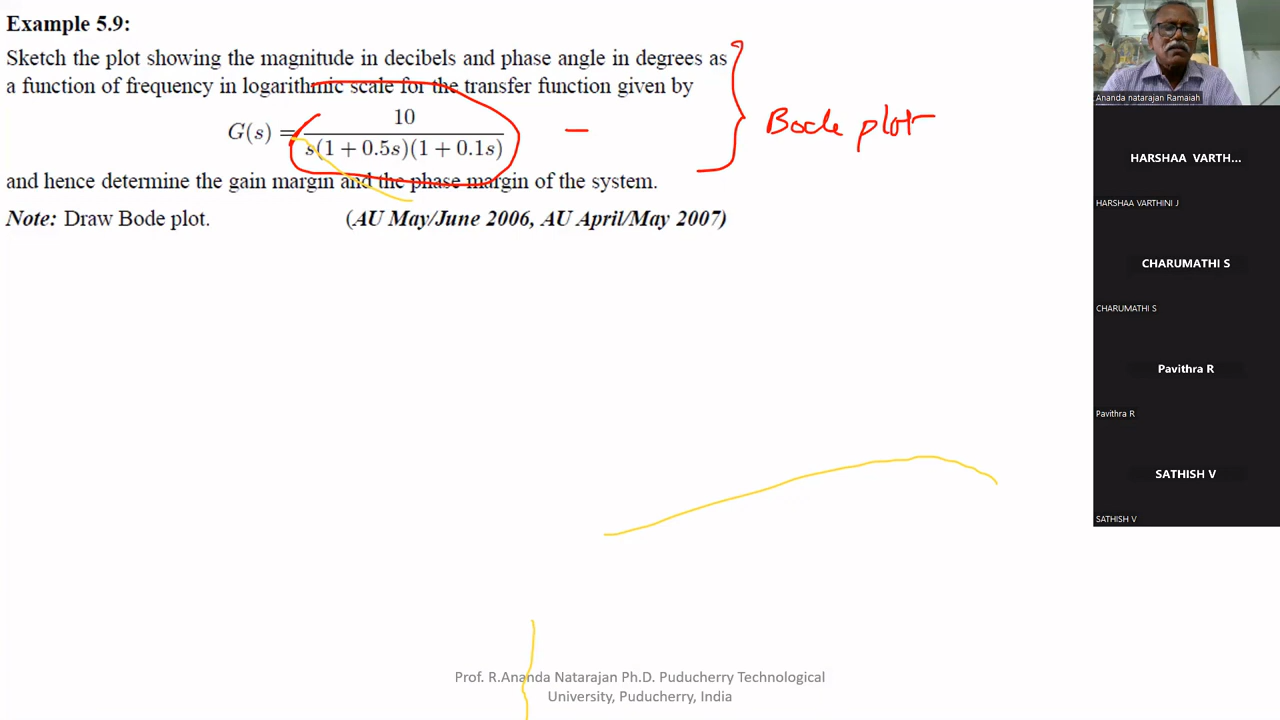 Example 5.9:
Sketch the plot showing the magnitude in decibels and phase angle in degrees as
a function of frequency in logarithmic scale for the transfer function given by
G(s) = 10 / s(1 + 0.5s)(1 + 0.1s)
Bode plot
and hence determine the gain margin and the phase margin of the system.
Note: Draw Bode plot. (AU May/June 2006, AU April/May 2007)
Prof. R.Ananda Natarajan Ph.D. Puducherry Technological
University, Puducherry, India
Ananda natarajan Ramaiah
HARSHAA VARTH...
HARSHAA VARTHINI J
CHARUMATHI S
CHARUMATHI S
Pavithra R
Pavithra R
SATHISH V
SATHISH V